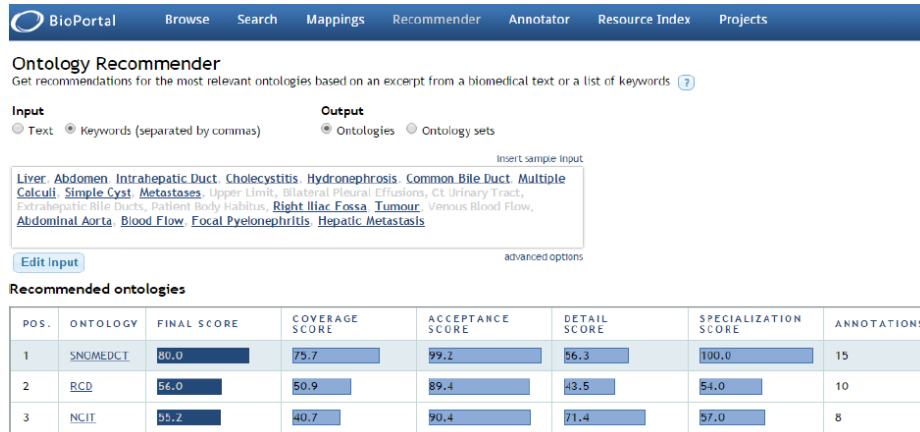 BioPortal Browse Search Mappings Recommender Annotator Resource Index Projects
Ontology Recommender
Get recommendations for the most relevant ontologies based on an excerpt from a biomedical text or a list of keywords ?
Input Output
Text Keywords (separated by commas) Ontologies Ontology sets
Insert sample input
Liver, Abdomen, Intrahepatic Duct, Cholecystitis, Hydronephrosis, Common Bile Duct, Multiple
Calculi, Simple Cyst, Metastases, Upper Limit, Bilateral Pleural Effusions, Ct Urinary Tract,
Extrahepatic Bile Ducts, Patient Body Habitus, Right Iliac Fossa, Tumour, Venous Blood Flow,
Abdominal Aorta, Blood Flow, Focal Pyelonephritis, Hepatic Metastasis
Edit Input advanced options
Recommended ontologies
POS. ONTOLOGY FINAL SCORE COVERAGE SCORE ACCEPTANCE SCORE DETAIL SCORE SPECIALIZATION SCORE ANNOTATIONS
1 SNOMEDCT 80.0 75.7 99.2 56.3 100.0 15
2 RCD 56.0 50.9 89.4 43.5 54.0 10
3 NCIT 55.2 40.7 90.4 71.4 57.0 8